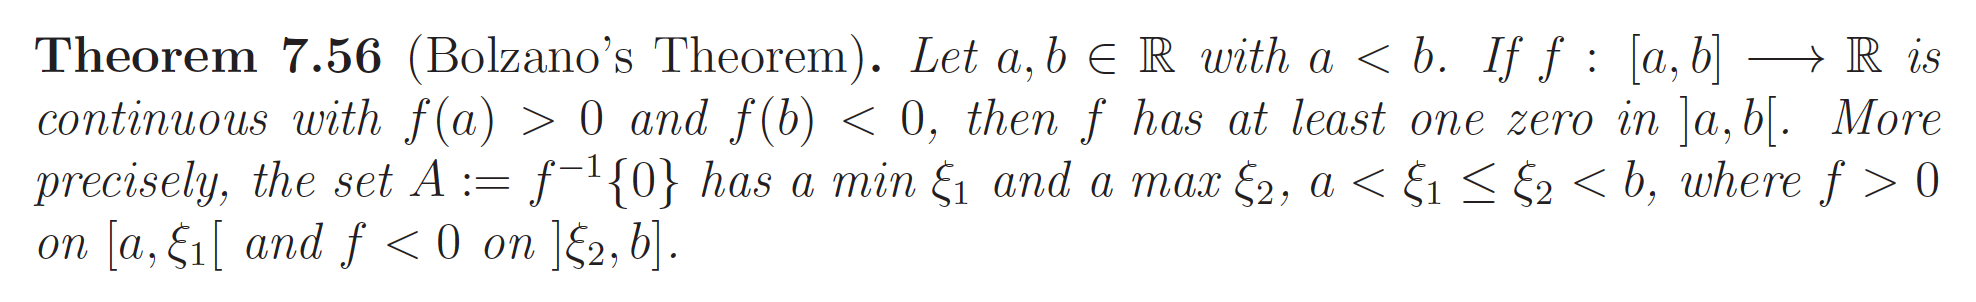 Theorem 7.56 (Bolzano's Theorem). Let a, b ∈ ℝ with a < b. If f : [a, b] ⟶ ℝ is
continuous with f(a) > 0 and f(b) < 0, then f has at least one zero in ]a, b[. More
precisely, the set A := f⁻¹{0} has a min ξ₁ and a max ξ₂, a < ξ₁ ≤ ξ₂ < b, where f > 0
on [a, ξ₁[ and f < 0 on ]ξ₂, b].